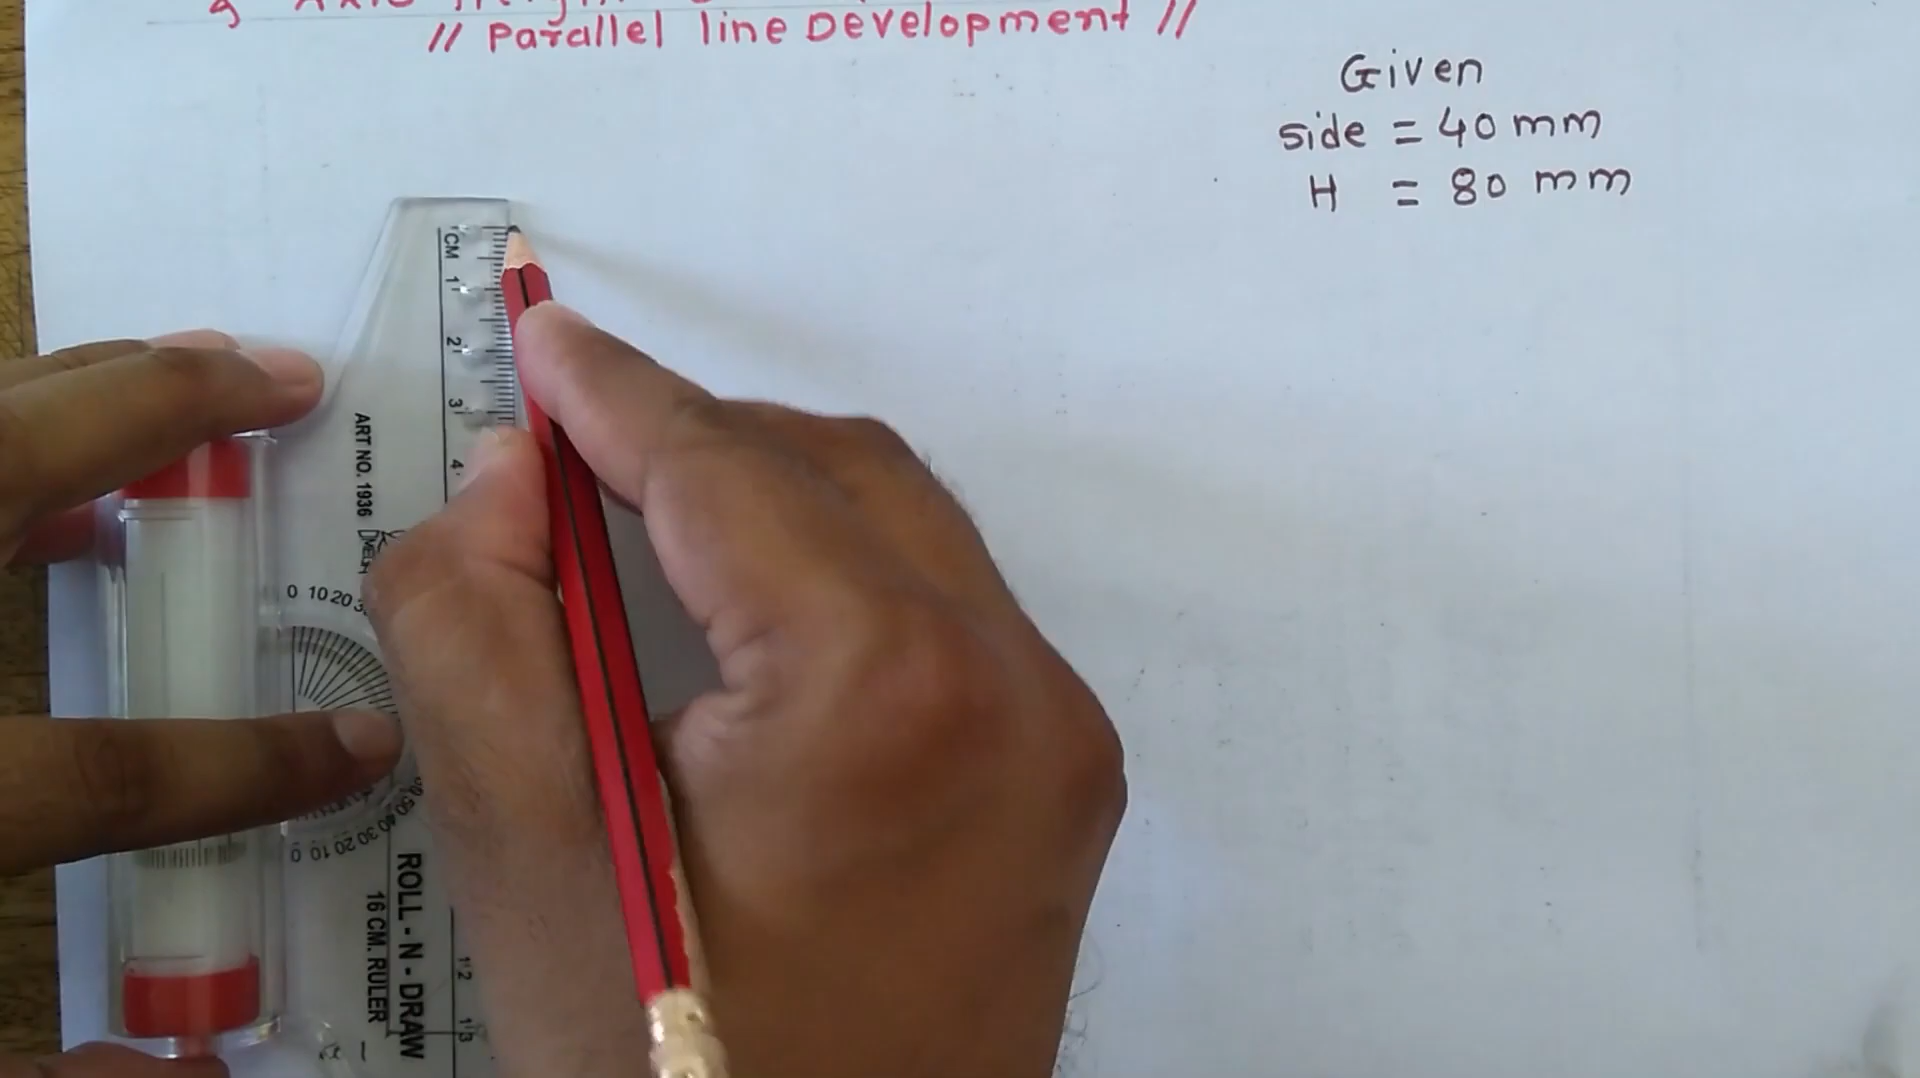 // Parallel line Development //
Given
side = 40 mm
H = 80 mm
CM 1 2 3 4
ART NO. 1936
0 10 20
50 40 30 20 10 0
ROLL - N - DRAW
16 CM. RULER
12 13